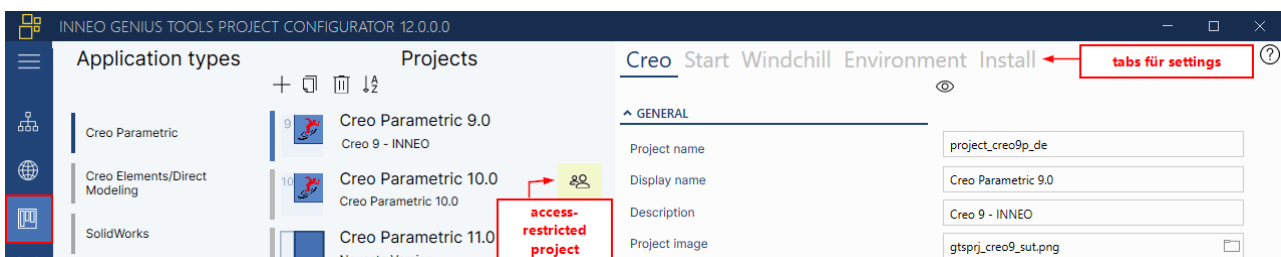 INNEO GENIUS TOOLS PROJECT CONFIGURATOR 12.0.0.0
Application types
Projects
Creo Start Windchill Environment Install
tabs für settings
GENERAL
Creo Parametric
Creo Elements/Direct
Modeling
SolidWorks
9
Creo Parametric 9.0
Creo 9 - INNEO
10
Creo Parametric 10.0
Creo Parametric 10.0
access-
restricted
project
Creo Parametric 11.0
Project name
project_creo9p_de
Display name
Creo Parametric 9.0
Description
Creo 9 - INNEO
Project image
gtsprj_creo9_sut.png